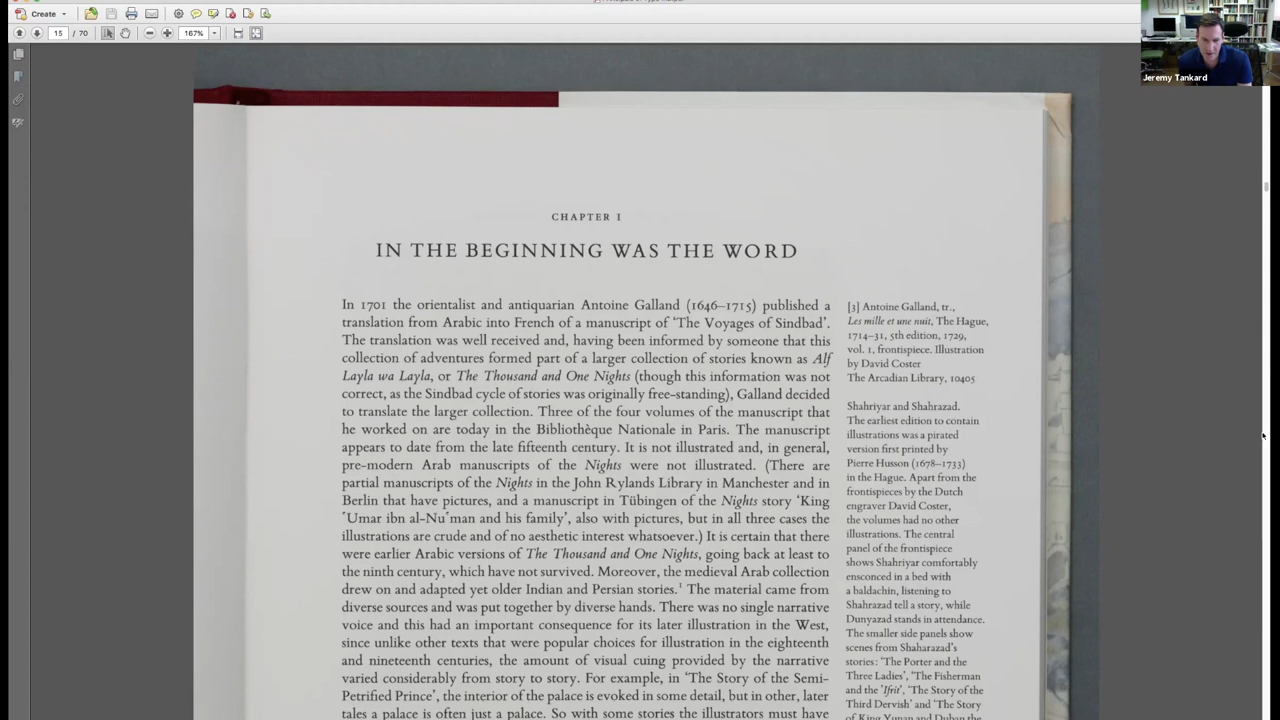 Create
15 / 70
167%
Jeremy Tankard
CHAPTER I
IN THE BEGINNING WAS THE WORD
In 1701 the orientalist and antiquarian Antoine Galland (1646–1715) published a
translation from Arabic into French of a manuscript of ‘The Voyages of Sindbad’.
The translation was well received and, having been informed by someone that this
collection of adventures formed part of a larger collection of stories known as Alf
Layla wa Layla, or The Thousand and One Nights (though this information was not
correct, as the Sindbad cycle of stories was originally free-standing), Galland decided
to translate the larger collection. Three of the four volumes of the manuscript that
he worked on are today in the Bibliothèque Nationale in Paris. The manuscript
appears to date from the late fifteenth century. It is not illustrated and, in general,
pre-modern Arab manuscripts of the Nights were not illustrated. (There are
partial manuscripts of the Nights in the John Rylands Library in Manchester and in
Berlin that have pictures, and a manuscript in Tübingen of the Nights story ‘King
ʿUmar ibn al-Nuʿman and his family’, also with pictures, but in all three cases the
illustrations are crude and of no aesthetic interest whatsoever.) It is certain that there
were earlier Arabic versions of The Thousand and One Nights, going back at least to
the ninth century, which have not survived. Moreover, the medieval Arab collection
drew on and adapted yet older Indian and Persian stories.¹ The material came from
diverse sources and was put together by diverse hands. There was no single narrative
voice and this had an important consequence for its later illustration in the West,
since unlike other texts that were popular choices for illustration in the eighteenth
and nineteenth centuries, the amount of visual cuing provided by the narrative
varied considerably from story to story. For example, in ‘The Story of the Semi-
Petrified Prince’, the interior of the palace is evoked in some detail, but in other, later
tales a palace is often just a palace. So with some stories the illustrators must have
[3] Antoine Galland, tr.,
Les mille et une nuit, The Hague,
1714–31, 5th edition, 1729,
vol. 1, frontispiece. Illustration
by David Coster
The Arcadian Library, 10405
Shahriyar and Shahrazad.
The earliest edition to contain
illustrations was a pirated
version first printed by
Pierre Husson (1678–1733)
in the Hague. Apart from the
frontispieces by the Dutch
engraver David Coster,
the volumes had no other
illustrations. The central
panel of the frontispiece
shows Shahriyar comfortably
ensconced in a bed with
a baldachin, listening to
Shahrazad tell a story, while
Dunyazad stands in attendance.
The smaller side panels show
scenes from Shaharazad’s
stories: ‘The Porter and the
Three Ladies’, ‘The Fisherman
and the ʿIfrit’, ‘The Story of the
Third Dervish’ and ‘The Story
of King Yunan and Duban the